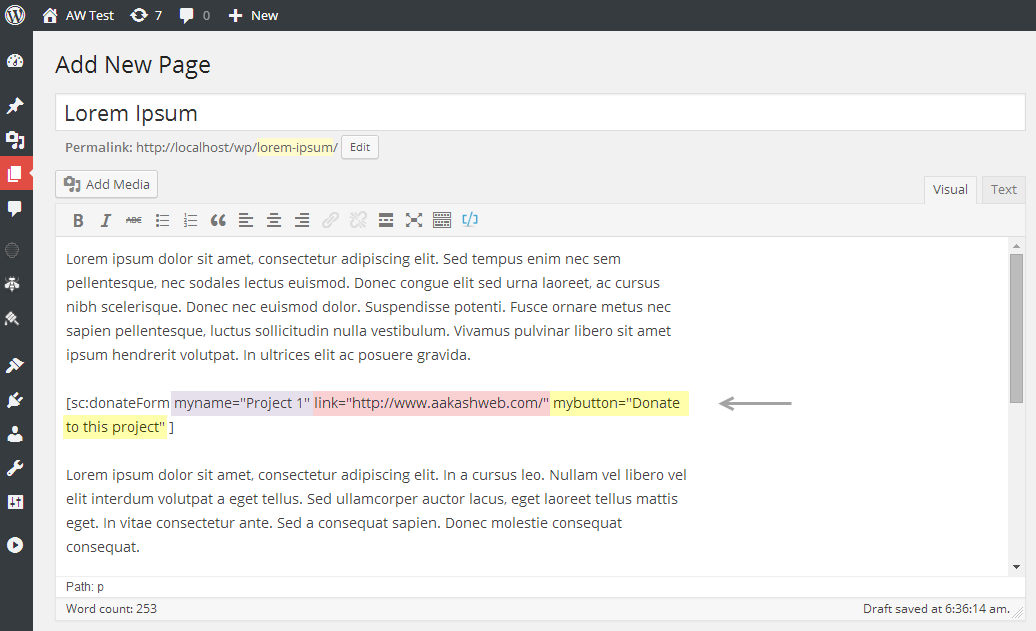 AW Test 7 0 New
Add New Page
Lorem Ipsum
Permalink: http://localhost/wp/lorem-ipsum/ Edit
Add Media
Visual Text
B I ABC
Lorem ipsum dolor sit amet, consectetur adipiscing elit. Sed tempus enim nec sem
pellentesque, nec sodales lectus euismod. Donec congue elit sed urna laoreet, ac cursus
nibh scelerisque. Donec nec euismod dolor. Suspendisse potenti. Fusce ornare metus nec
sapien pellentesque, luctus sollicitudin nulla vestibulum. Vivamus pulvinar libero sit amet
ipsum hendrerit volutpat. In ultrices elit ac posuere gravida.
[sc:donateForm myname="Project 1" link="http://www.aakashweb.com/" mybutton="Donate
to this project" ]
Lorem ipsum dolor sit amet, consectetur adipiscing elit. In a cursus leo. Nullam vel libero vel
elit interdum volutpat a eget tellus. Sed ullamcorper auctor lacus, eget laoreet tellus mattis
eget. In vitae consectetur ante. Sed a consequat sapien. Donec molestie consequat
consequat.
Path: p
Word count: 253 Draft saved at 6:36:14 am.